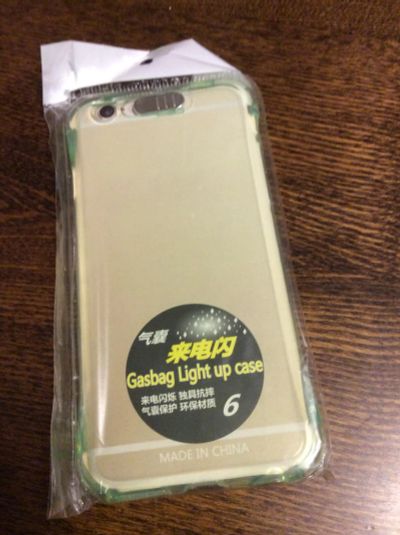 气囊
来电闪
Gasbag Light up case
来电闪烁 独具抗摔
气囊保护 环保材质
6
MADE IN CHINA